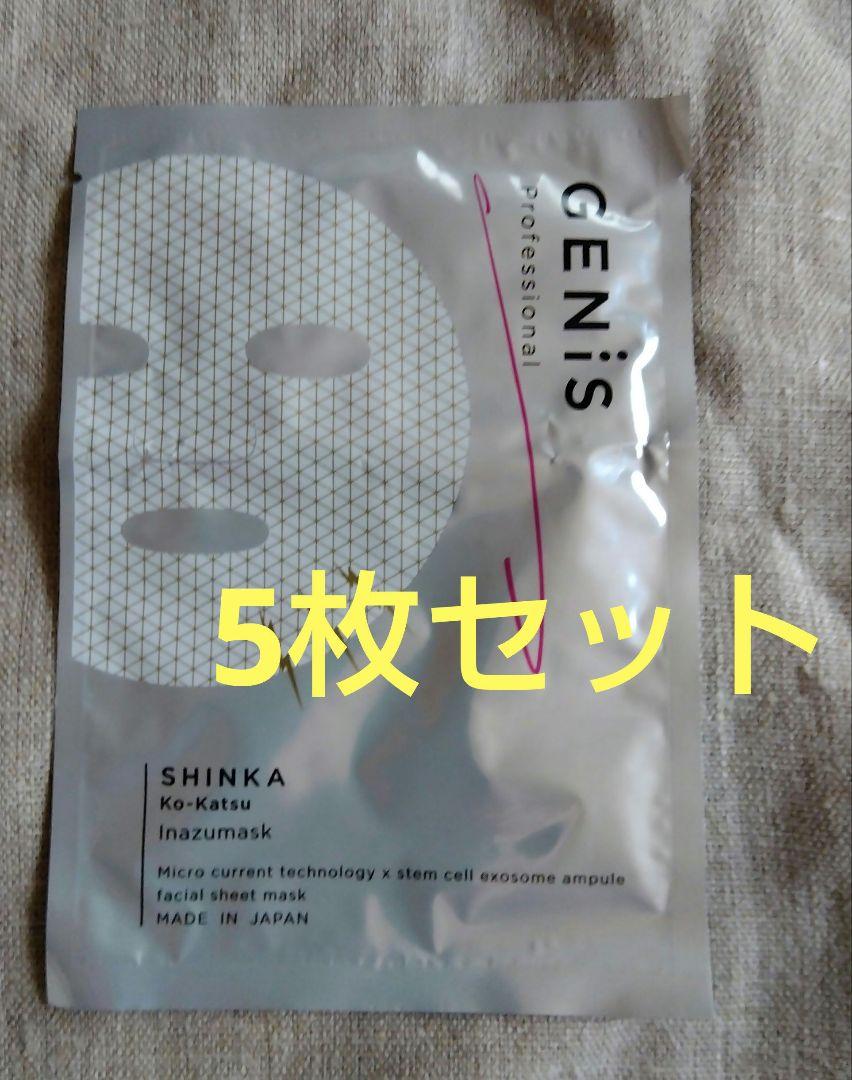 GENiS
Professional
5枚セット
SHINKA
Ko-Katsu
Inazumask
Micro current technology x stem cell exosome ampule
facial sheet mask
MADE IN JAPAN